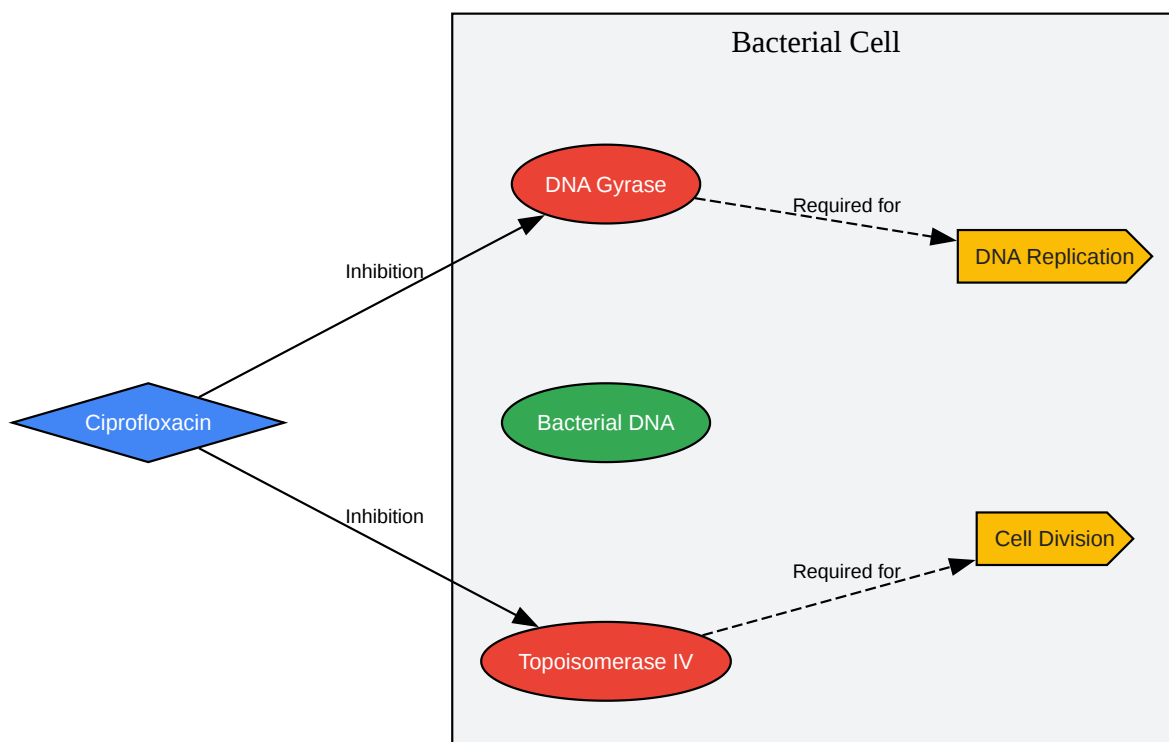 Bacterial Cell
DNA Gyrase
Required for
DNA Replication
Inhibition
Ciprofloxacin
Bacterial DNA
Inhibition
Cell Division
Required for
Topoisomerase IV